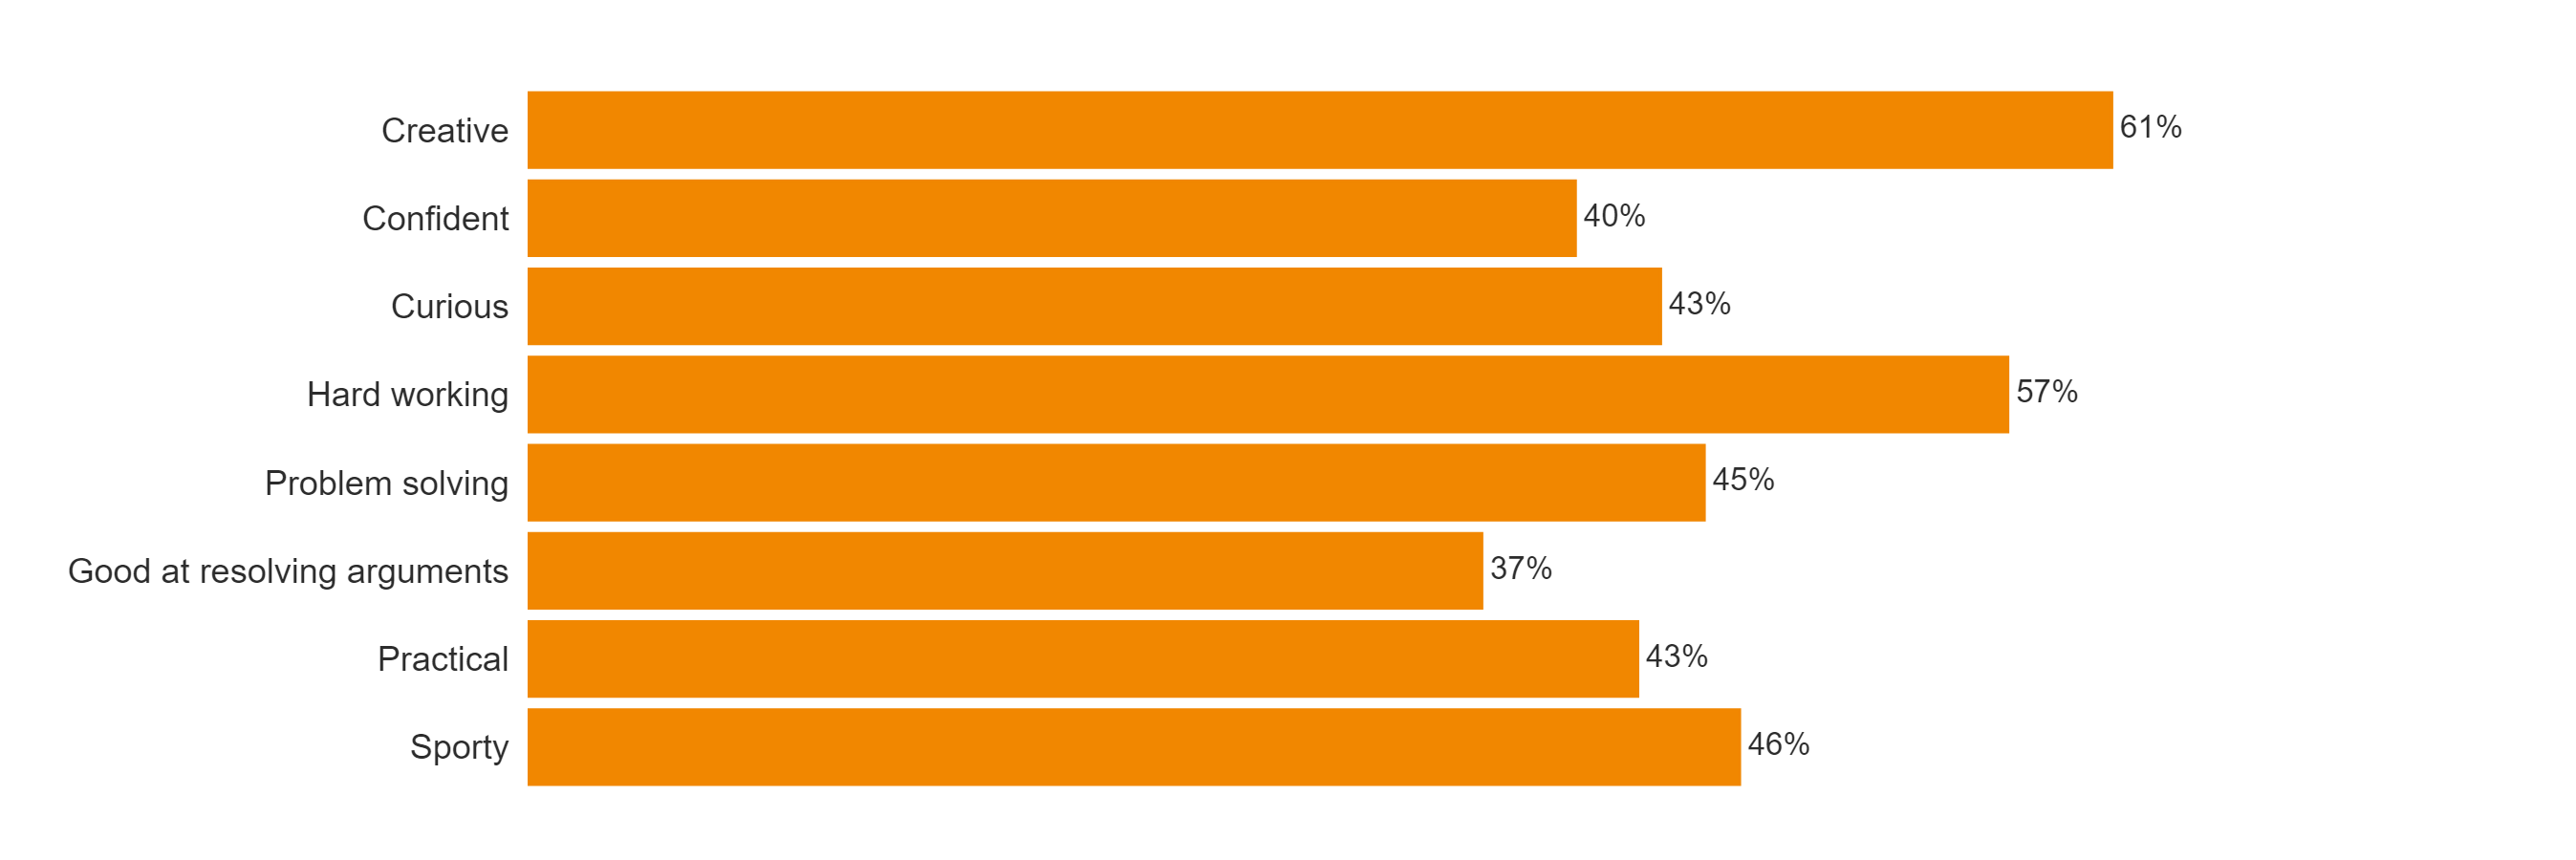 Creative 61%
Confident 40%
Curious 43%
Hard working 57%
Problem solving 45%
Good at resolving arguments 37%
Practical 43%
Sporty 46%